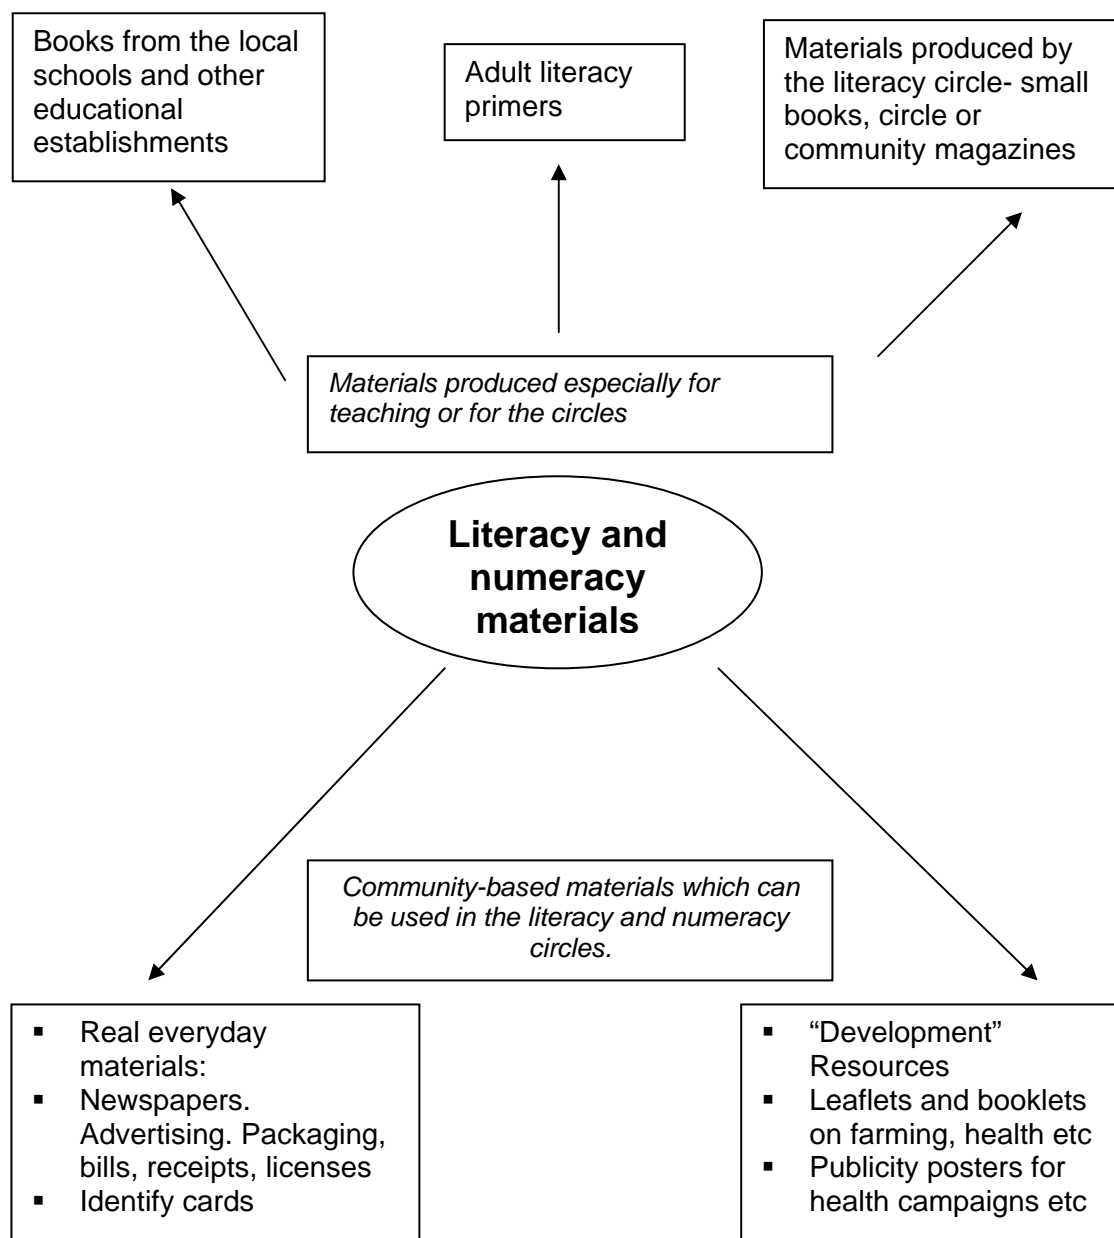 Books from the local
schools and other
educational
establishments
Adult literacy
primers
Materials produced by
the literacy circle- small
books, circle or
community magazines
Materials produced especially for
teaching or for the circles
Literacy and
numeracy
materials
Community-based materials which can
be used in the literacy and numeracy
circles.
▪ Real everyday
materials:
▪ Newspapers.
Advertising. Packaging,
bills, receipts, licenses
▪ Identify cards
▪ “Development”
Resources
▪ Leaflets and booklets
on farming, health etc
▪ Publicity posters for
health campaigns etc